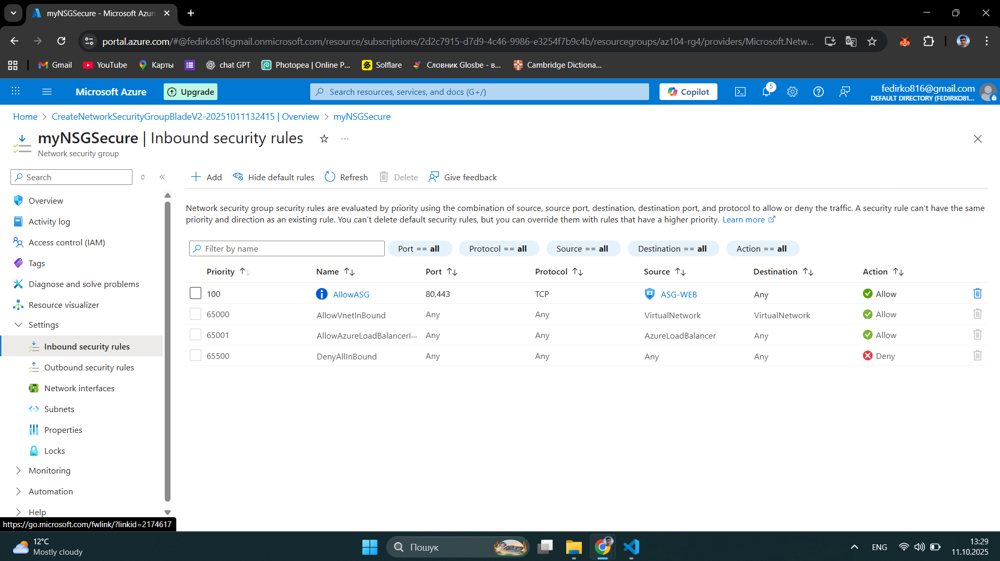 myNSGSecure - Microsoft Azur
portal.azure.com/#@fedirko816gmail.onmicrosoft.com/resource/subscriptions/2d2c7915-d7d9-4c46-9986-e3254f7b9c4b/resourcegroups/az104-rg4/providers/Microsoft.Netw...
Gmail YouTube Карты chat GPT Photopea | Online P... Solflare Словник Glosbe - в... Cambridge Dictiona...
Microsoft Azure Upgrade Search resources, services, and docs (G+/) Copilot 5 fedirko816@gmail.com
DEFAULT DIRECTORY (FEDIRKO81...
Home > CreateNetworkSecurityGroupBladeV2-20251011132415 | Overview > myNSGSecure
myNSGSecure | Inbound security rules ...
Network security group
Search
Add Hide default rules Refresh Delete Give feedback
Overview
Activity log
Access control (IAM)
Tags
Diagnose and solve problems
Resource visualizer
Settings
Inbound security rules
Outbound security rules
Network interfaces
Subnets
Properties
Locks
Monitoring
Automation
Help
Network security group security rules are evaluated by priority using the combination of source, source port, destination, destination port, and protocol to allow or deny the traffic. A security rule can't have the same
priority and direction as an existing rule. You can't delete default security rules, but you can override them with rules that have a higher priority. Learn more
Filter by name Port == all Protocol == all Source == all Destination == all Action == all
Priority Name Port Protocol Source Destination Action
100 AllowASG 80,443 TCP ASG-WEB Any Allow
65000 AllowVnetInBound Any Any VirtualNetwork VirtualNetwork Allow
65001 AllowAzureLoadBalancerI... Any Any AzureLoadBalancer Any Allow
65500 DenyAllInBound Any Any Any Any Deny
https://go.microsoft.com/fwlink/?linkid=2174617
12°C
Mostly cloudy
Пошук
ENG
13:29
11.10.2025